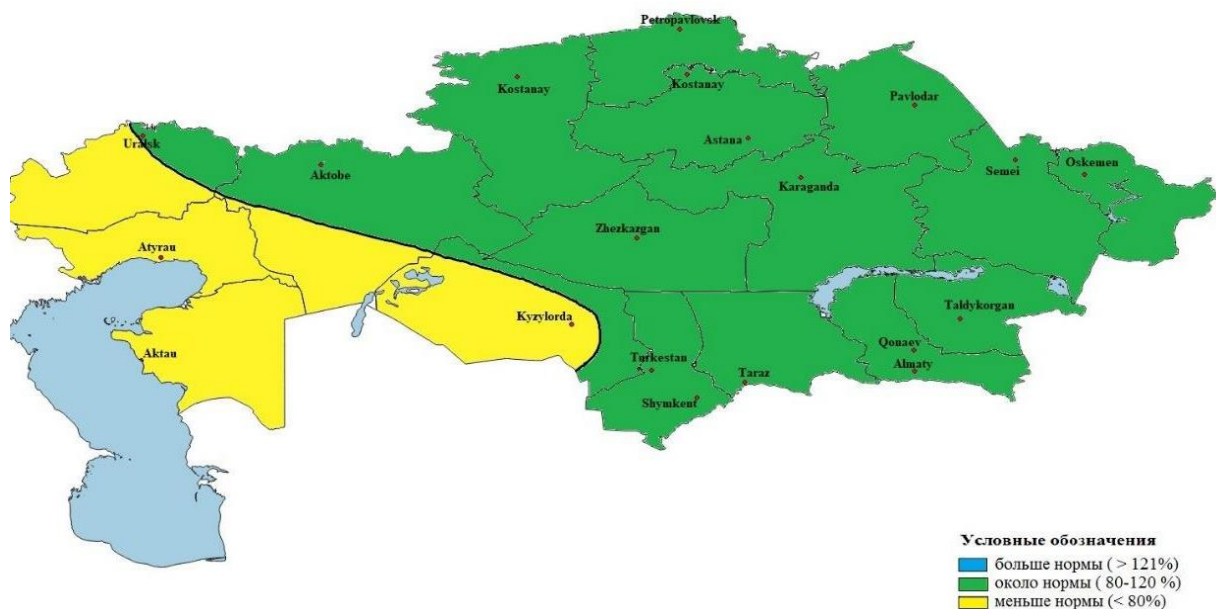 Petropavlovsk
Kostanay
Kostanay
Pavlodar
Uralsk
Astana
Aktobe
Semei
Oskemen
Karaganda
Zhezkazgan
Atyrau
Taldykorgan
Kyzylorda
Qonaev
Aktau
Turkestan
Almaty
Taraz
Shymkent
Условные обозначения
больше нормы ( > 121%)
около нормы ( 80-120 %)
меньше нормы (< 80%)